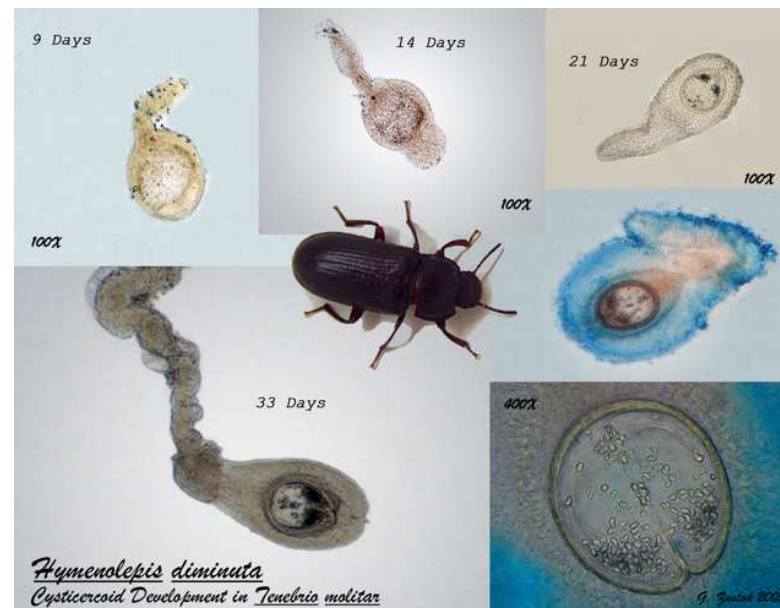 9 Days
14 Days
21 Days
100X
100X
100X
33 Days
400X
Hymenolepis diminuta
Cysticercoid Development in Tenebrio molitar